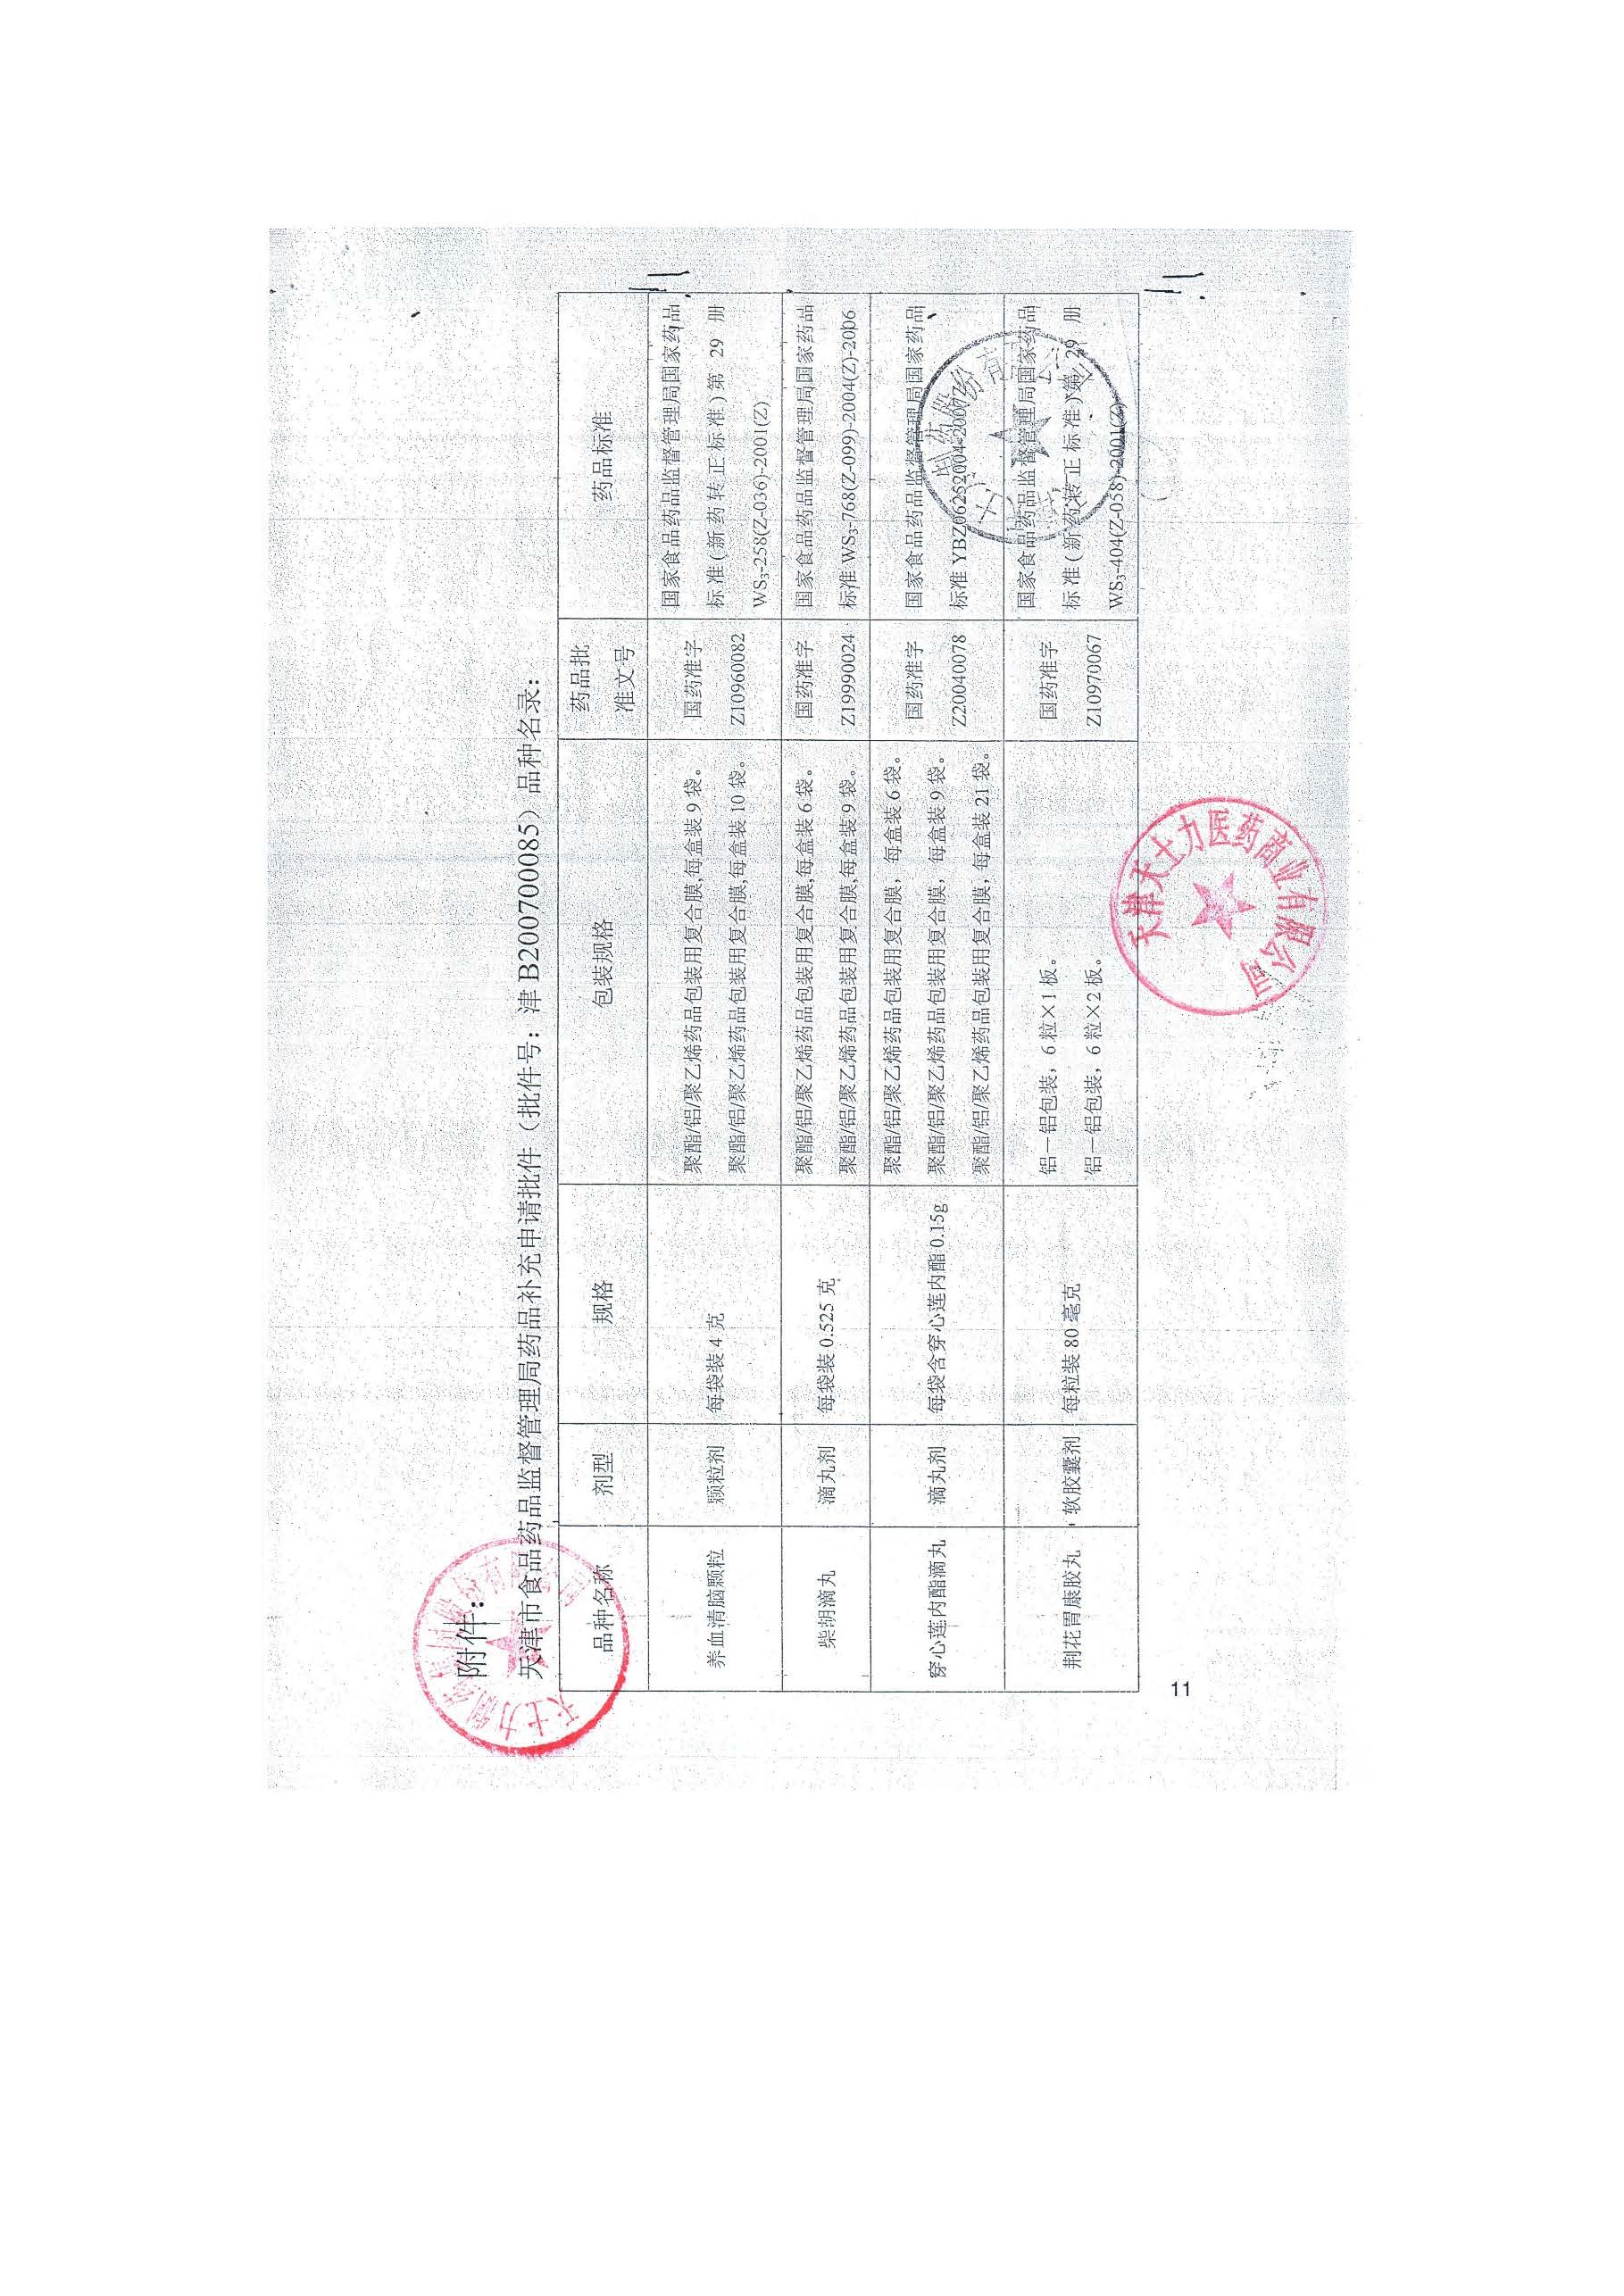 附件：
天津市食品药品监督管理局药品补充申请批件（批件号：津 B200700085）品种名录：
品种名称
剂型
规格
包装规格
药品批
准文号
药品标准
养血清脑颗粒
颗粒剂
每袋装 4 克
聚酯/铝/聚乙烯药品包装用复合膜,每盒装 9 袋。
聚酯/铝/聚乙烯药品包装用复合膜,每盒装 10 袋。
国药准字
Z10960082
国家食品药品监督管理局国家药品
标准(新药转正标准)第 29 册
WS₃-258(Z-036)-2001(Z)
柴胡滴丸
滴丸剂
每袋装 0.525 克
聚酯/铝/聚乙烯药品包装用复合膜,每盒装 6 袋。
聚酯/铝/聚乙烯药品包装用复合膜,每盒装 9 袋。
国药准字
Z19990024
国家食品药品监督管理局国家药品
标准 WS₃-768(Z-099)-2004(Z)-2006
穿心莲内酯滴丸
滴丸剂
每袋含穿心莲内酯 0.15g
聚酯/铝/聚乙烯药品包装用复合膜，每盒装 6 袋。
聚酯/铝/聚乙烯药品包装用复合膜，每盒装 9 袋。
聚酯/铝/聚乙烯药品包装用复合膜，每盒装 21 袋。
国药准字
Z20040078
国家食品药品监督管理局国家药品
标准 YBZ06252004-2007Z
荆花胃康胶丸
软胶囊剂
每粒装 80 毫克
铝一铝包装，6 粒×1 板。
铝一铝包装，6 粒×2 板。
国药准字
Z10970067
国家食品药品监督管理局国家药品
标准(新药转正标准)第 29 册
WS₃-404(Z-058)-2001(Z)
天津天士力医药商业有限公司
11